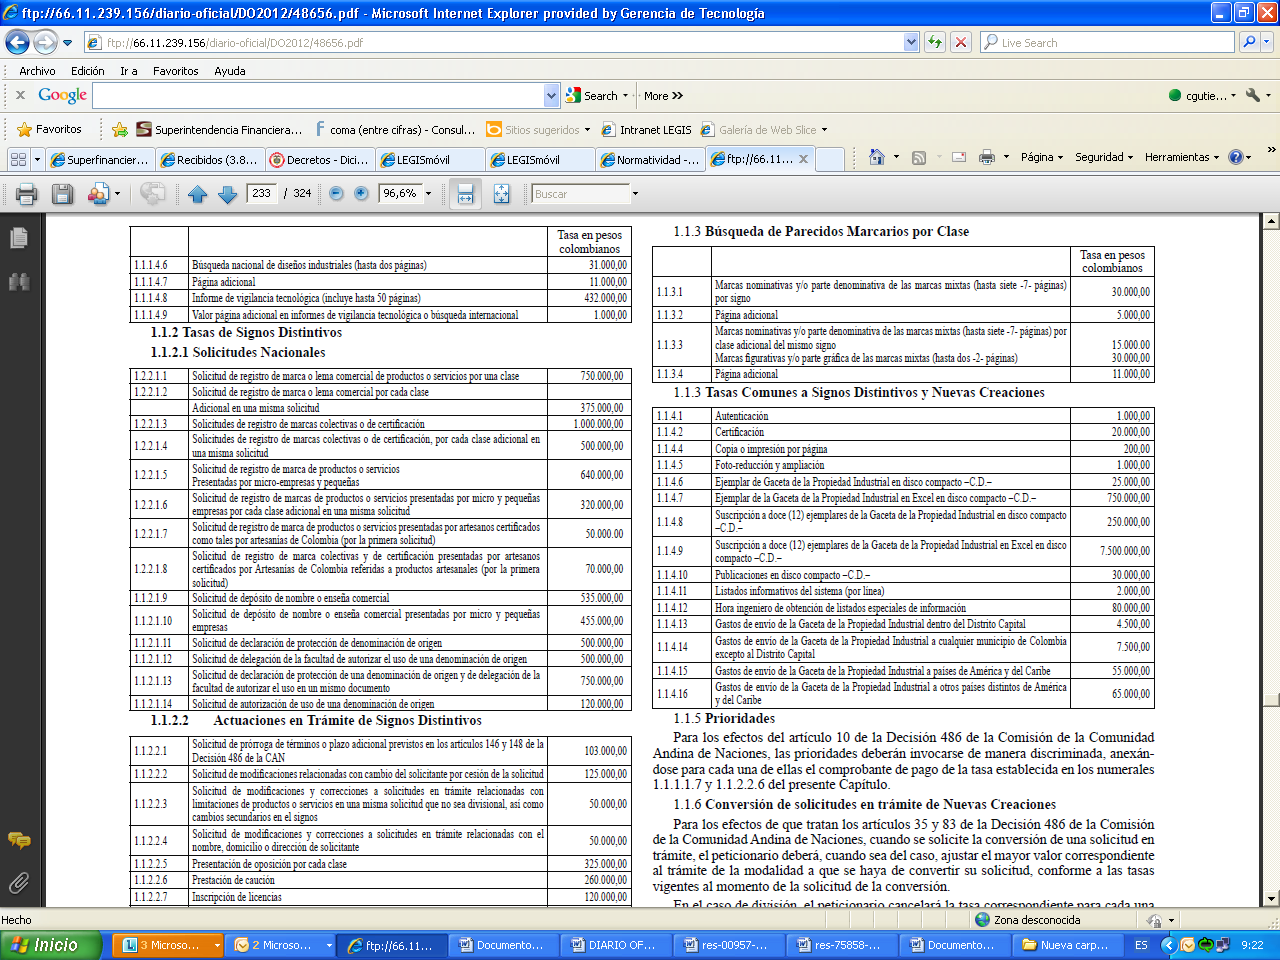 ftp://66.11.239.156/diario-oficial/DO2012/48656.pdf - Microsoft Internet Explorer provided by Gerencia de Tecnología
ftp://66.11.239.156/diario-oficial/DO2012/48656.pdf
Live Search
Archivo Edición Ir a Favoritos Ayuda
x Google Search More »
cgutie...
Favoritos Superintendencia Financiera... coma (entre cifras) - Consul... Sitios sugeridos Intranet LEGIS Galería de Web Slice
Superfinancier... Recibidos (3.8... Decretos - Dici... LEGISmóvil LEGISmóvil Normatividad -... ftp://66.11... x
Página Seguridad Herramientas »
233 / 324 96,6% Buscar
Tasa en pesos
colombianos
1.1.1.4.6 Búsqueda nacional de diseños industriales (hasta dos páginas) 31.000,00
1.1.1.4.7 Página adicional 11.000,00
1.1.1.4.8 Informe de vigilancia tecnológica (incluye hasta 50 páginas) 432.000,00
1.1.1.4.9 Valor página adicional en informes de vigilancia tecnológica o búsqueda internacional 1.000,00
1.1.2 Tasas de Signos Distintivos
1.1.2.1 Solicitudes Nacionales
1.2.2.1.1 Solicitud de registro de marca o lema comercial de productos o servicios por una clase 750.000,00
1.2.2.1.2 Solicitud de registro de marca o lema comercial por cada clase
Adicional en una misma solicitud 375.000,00
1.2.2.1.3 Solicitudes de registro de marcas colectivas o de certificación 1.000.000,00
1.2.2.1.4 Solicitudes de registro de marcas colectivas o de certificación, por cada clase adicional en
una misma solicitud 500.000,00
1.2.2.1.5 Solicitud de registro de marca de productos o servicios
Presentadas por micro-empresas y pequeñas 640.000,00
1.2.2.1.6 Solicitud de registro de marcas de productos o servicios presentadas por micro y pequeñas
empresas por cada clase adicional en una misma solicitud 320.000,00
1.2.2.1.7 Solicitud de registro de marca de productos o servicios presentadas por artesanos certificados
como tales por artesanías de Colombia (por la primera solicitud) 50.000.00
1.2.2.1.8 Solicitud de registro de marca colectivas y de certificación presentadas por artesanos
certificados por Artesanías de Colombia referidas a productos artesanales (por la primera
solicitud) 70.000,00
1.1.2.1.9 Solicitud de depósito de nombre o enseña comercial 535.000,00
1.1.2.1.10 Solicitud de depósito de nombre o enseña comercial presentadas por micro y pequeñas
empresas 455.000,00
1.1.2.1.11 Solicitud de declaración de protección de denominación de origen 500.000,00
1.1.2.1.12 Solicitud de delegación de la facultad de autorizar el uso de una denominación de origen 500.000,00
1.1.2.1.13 Solicitud de declaración de protección de una denominación de origen y de delegación de la
facultad de autorizar el uso en un mismo documento 750.000,00
1.1.2.1.14 Solicitud de autorización de uso de una denominación de origen 120.000,00
1.1.2.2 Actuaciones en Trámite de Signos Distintivos
1.1.2.2.1 Solicitud de prórroga de términos o plazo adicional previstos en los artículos 146 y 148 de la
Decisión 486 de la CAN 103.000,00
1.1.2.2.2 Solicitud de modificaciones relacionadas con cambio del solicitante por cesión de la solicitud 125.000,00
1.1.2.2.3 Solicitud de modificaciones y correcciones a solicitudes en trámite relacionadas con
limitaciones de productos o servicios en una misma solicitud que no sea divisional, así como
cambios secundarios en el signos 50.000,00
1.1.2.2.4 Solicitud de modificaciones y correcciones a solicitudes en trámite relacionadas con el
nombre, domicilio o dirección de solicitante 50.000,00
1.1.2.2.5 Presentación de oposición por cada clase 325.000,00
1.1.2.2.6 Prestación de caución 260.000,00
1.1.2.2.7 Inscripción de licencias 120.000,00
1.1.3 Búsqueda de Parecidos Marcarios por Clase
Tasa en pesos
colombianos
1.1.3.1 Marcas nominativas y/o parte denominativa de las marcas mixtas (hasta siete -7- páginas)
por signo 30.000,00
1.1.3.2 Página adicional 5.000,00
1.1.3.3 Marcas nominativas y/o parte denominativa de las marcas mixtas (hasta siete -7- páginas) por
clase adicional del mismo signo 15.000.00
Marcas figurativas y/o parte gráfica de las marcas mixtas (hasta dos -2- páginas) 30.000,00
1.1.3.4 Página adicional 11.000,00
1.1.3 Tasas Comunes a Signos Distintivos y Nuevas Creaciones
1.1.4.1 Autenticación 1.000,00
1.1.4.2 Certificación 20.000,00
1.1.4.4 Copia o impresión por página 200,00
1.1.4.5 Foto-reducción y ampliación 1.000,00
1.1.4.6 Ejemplar de Gaceta de la Propiedad Industrial en disco compacto –C.D.– 25.000,00
1.1.4.7 Ejemplar de la Gaceta de la Propiedad Industrial en Excel en disco compacto –C.D.– 750.000,00
1.1.4.8 Suscripción a doce (12) ejemplares de la Gaceta de la Propiedad Industrial en disco compacto
–C.D.– 250.000,00
1.1.4.9 Suscripción a doce (12) ejemplares de la Gaceta de la Propiedad Industrial en Excel en disco
compacto –C.D.– 7.500.000,00
1.1.4.10 Publicaciones en disco compacto –C.D.– 30.000,00
1.1.4.11 Listados informativos del sistema (por línea) 2.000,00
1.1.4.12 Hora ingeniero de obtención de listados especiales de información 80.000,00
1.1.4.13 Gastos de envío de la Gaceta de la Propiedad Industrial dentro del Distrito Capital 4.500,00
1.1.4.14 Gastos de envío de la Gaceta de la Propiedad Industrial a cualquier municipio de Colombia
excepto al Distrito Capital 7.500,00
1.1.4.15 Gastos de envío de la Gaceta de la Propiedad Industrial a países de América y del Caribe 55.000,00
1.1.4.16 Gastos de envío de la Gaceta de la Propiedad Industrial a otros países distintos de América
y del Caribe 65.000,00
1.1.5 Prioridades
Para los efectos del artículo 10 de la Decisión 486 de la Comisión de la Comunidad
Andina de Naciones, las prioridades deberán invocarse de manera discriminada, anexán-
dose para cada una de ellas el comprobante de pago de la tasa establecida en los numerales
1.1.1.1.7 y 1.1.2.2.6 del presente Capítulo.
1.1.6 Conversión de solicitudes en trámite de Nuevas Creaciones
Para los efectos de que tratan los artículos 35 y 83 de la Decisión 486 de la Comisión
de la Comunidad Andina de Naciones, cuando se solicite la conversión de una solicitud en
trámite, el peticionario deberá, cuando sea del caso, ajustar el mayor valor correspondiente
al trámite de la modalidad a que se haya de convertir su solicitud, conforme a las tasas
vigentes al momento de la solicitud de la conversión.
En el caso de división, el peticionario cancelará la tasa correspondiente para cada una
Hecho Zona desconocida
Inicio 3 Microso... 2 Microso... ftp://66.11.... Documento... DIARIO OF... res-00957-... res-75858-... Documento... Nueva carp... ES 9:22